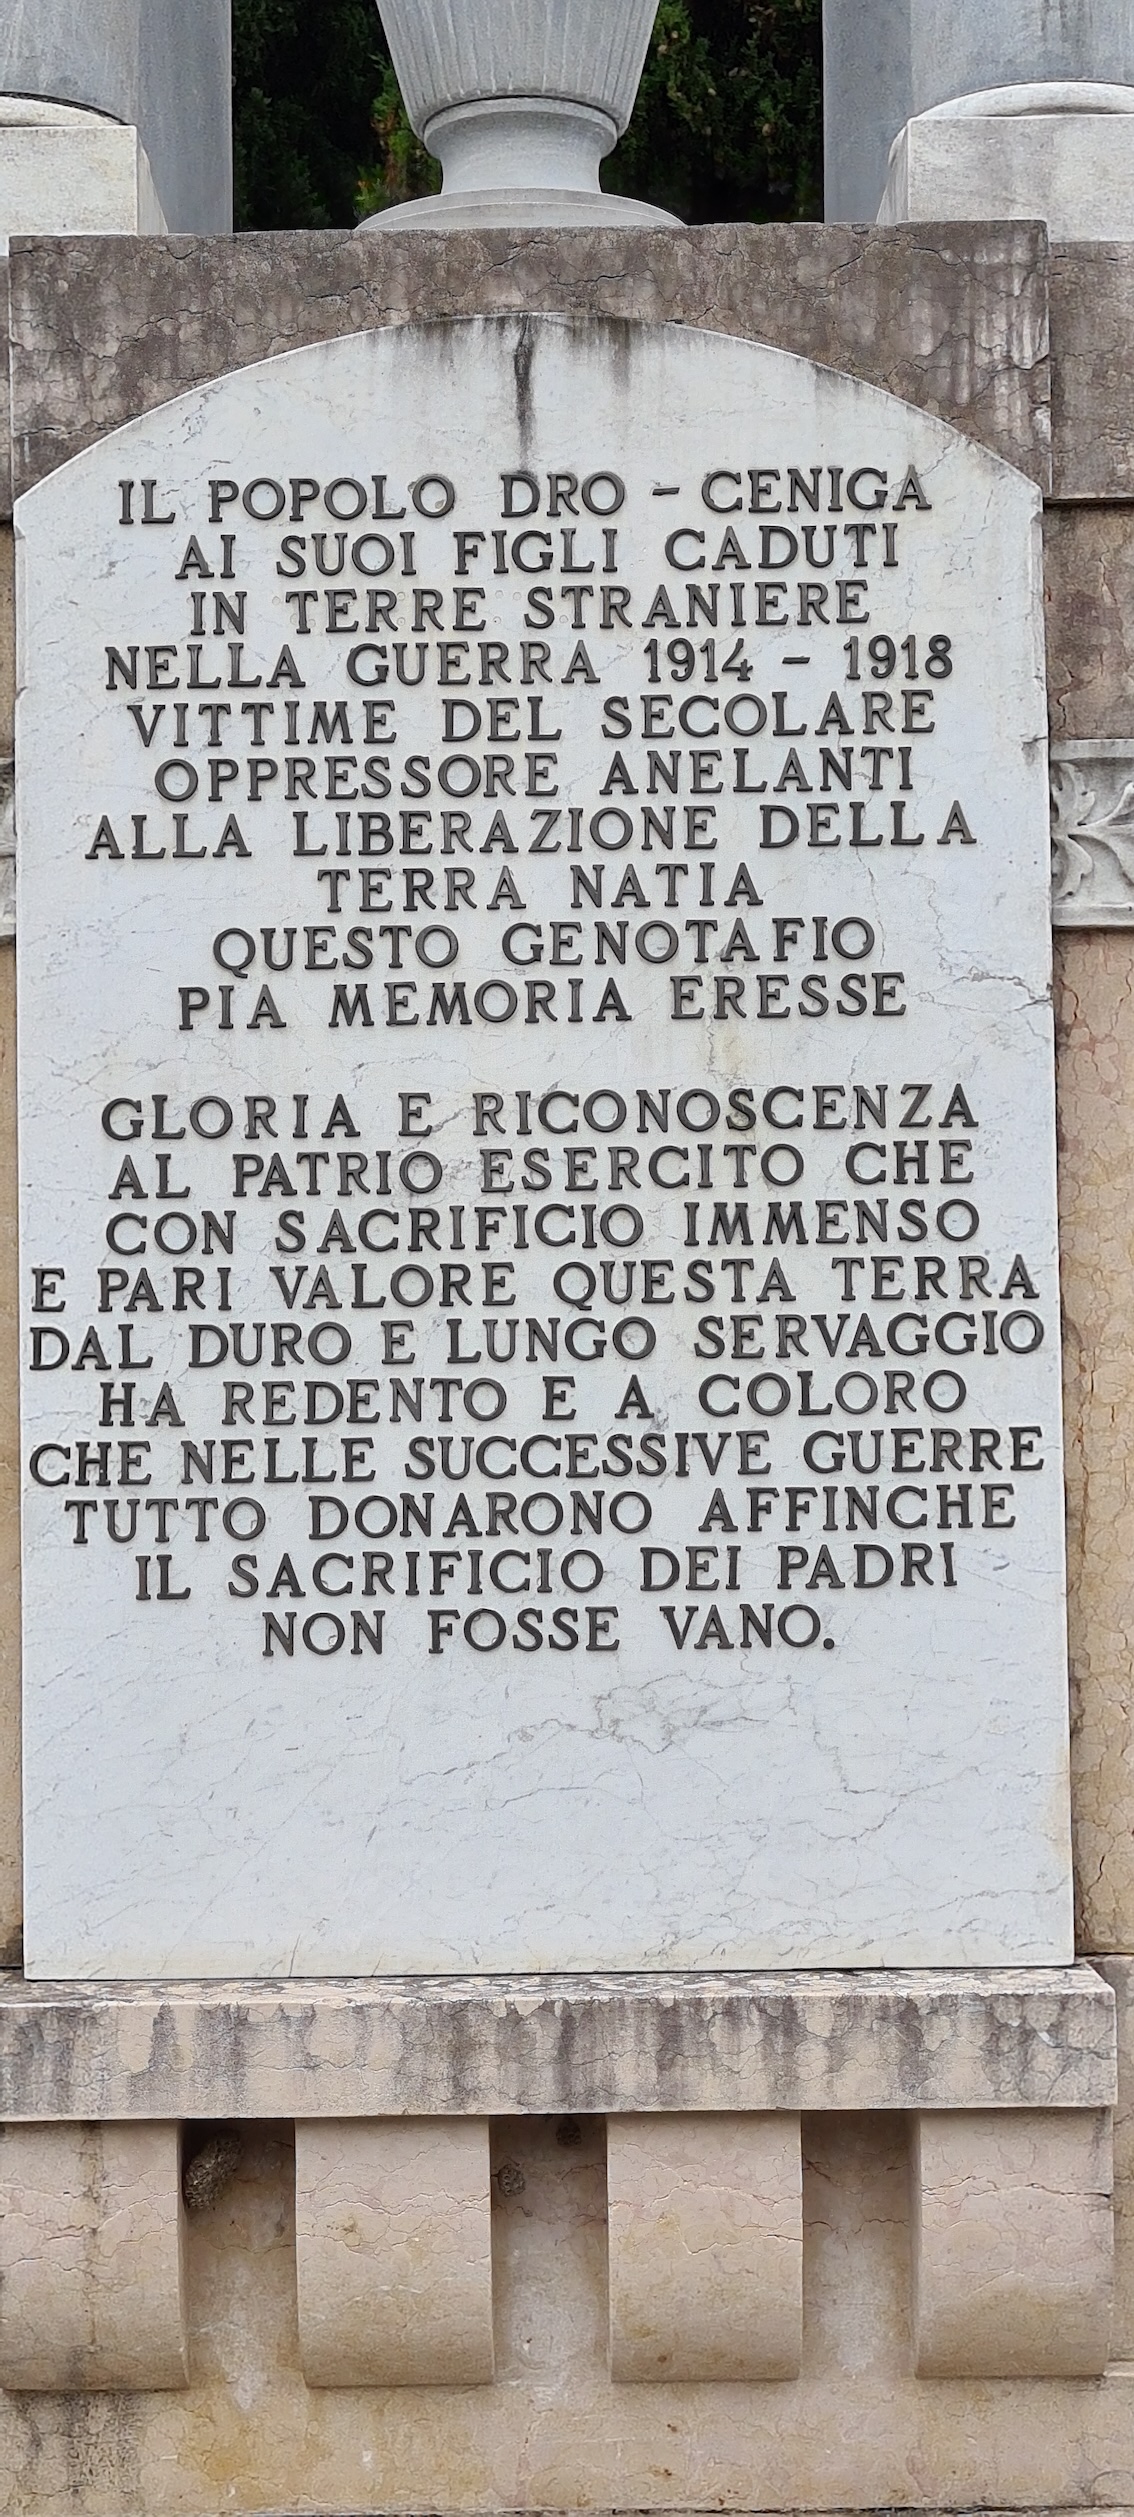 IL POPOLO DRO - CENIGA
AI SUOI FIGLI CADUTI
IN TERRE STRANIERE
NELLA GUERRA 1914 - 1918
VITTIME DEL SECOLARE
OPPRESSORE ANELANTI
ALLA LIBERAZIONE DELLA
TERRA NATIA
QUESTO GENOTAFIO
PIA MEMORIA ERESSE
GLORIA E RICONOSCENZA
AL PATRIO ESERCITO CHE
CON SACRIFICIO IMMENSO
E PARI VALORE QUESTA TERRA
DAL DURO E LUNGO SERVAGGIO
HA REDENTO E A COLORO
CHE NELLE SUCCESSIVE GUERRE
TUTTO DONARONO AFFINCHE
IL SACRIFICIO DEI PADRI
NON FOSSE VANO.